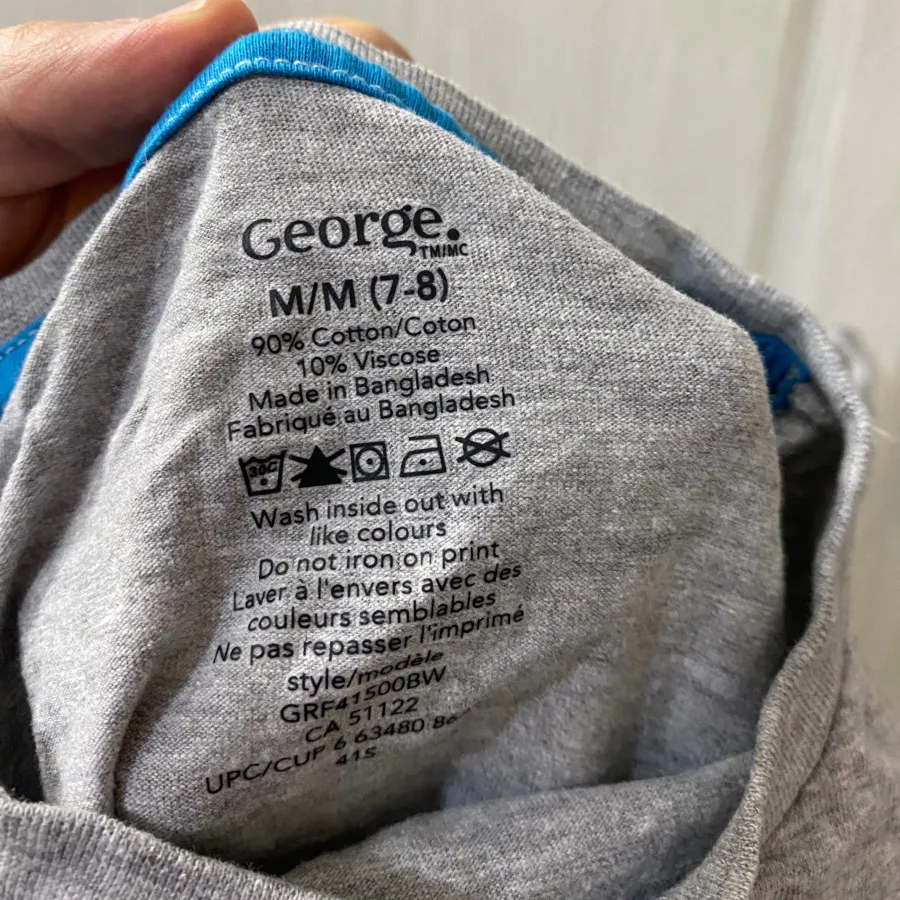 George.
TM/MC
M/M (7-8)
90% Cotton/Coton
10% Viscose
Made in Bangladesh
Fabriqué au Bangladesh
30C
Wash inside out with
like colours
Do not iron on print
Laver à l'envers avec des
couleurs semblables
Ne pas repasser l'imprimé
style/modèle
GRF41500BW
CA 51122
UPC/CUP 6 63480
41S